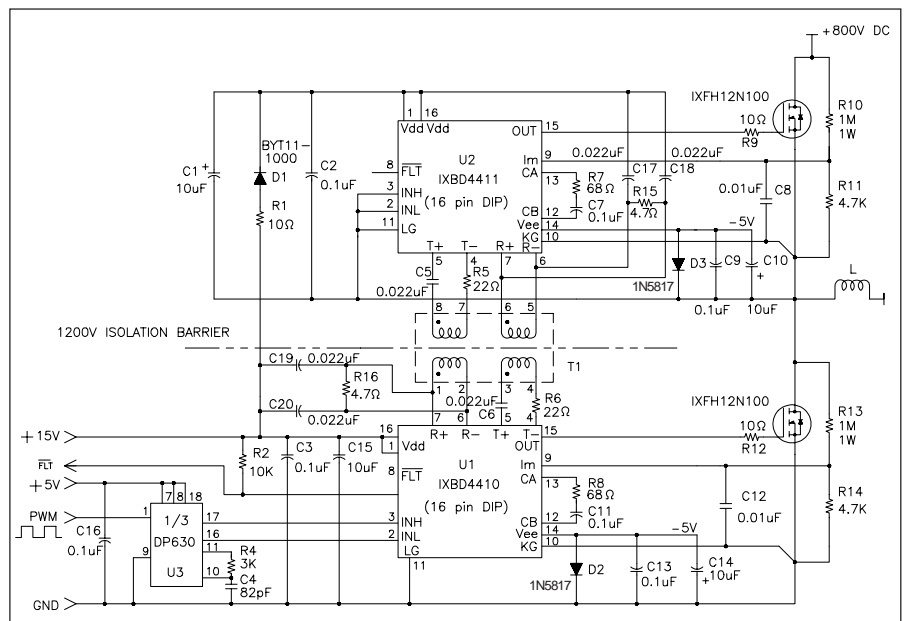 +800V DC
IXFH12N100
R10
1M
1W
10Ω
R9
1 16
Vdd Vdd
OUT 15
BYT11-
1000
D1
C1 +
10uF
C2
0.1uF
8 FLT
U2
IXBD4411
(16 pin DIP)
Im 9
0.022uF 0.022uF
CA 13
R7
68Ω
C17 C18
R15
4.7Ω
0.01uF C8
R11
4.7K
3 INH
2 INL
11 LG
C7
0.1uF
CB 12
Vee 14
KG 10
-5V
R1
10Ω
T+ T- R+ R-
5 4 7 6
C5
0.022uF
R5
22Ω
D3
1N5817
C9
0.1uF
C10
+
10uF
L
8 7 6 5
1200V ISOLATION BARRIER
T1
C19 0.022uF
R16
4.7Ω
C20
0.022uF
1 2 3 4
0.022uF
C6
R6
22Ω
7 6 5 4
IXFH12N100
R13
1M
1W
10Ω
R12
+15V
16
1 Vdd
R+ R- T+ T-
OUT 15
R2
10K
C3
0.1uF
C15
10uF
8 FLT
U1
IXBD4410
(16 pin DIP)
Im 9
CA 13
R8
68Ω
C11
0.1uF
C12
0.01uF
R14
4.7K
FLT
+5V
7 8 18
PWM
1
1/3
DP630
U3
17
16
11
10
9
3 INH
2 INL
LG
11
CB 12
Vee 14
KG 10
-5V
C16
0.1uF
R4
3K
C4
82pF
D2
1N5817
C13
0.1uF
C14
+
10uF
GND